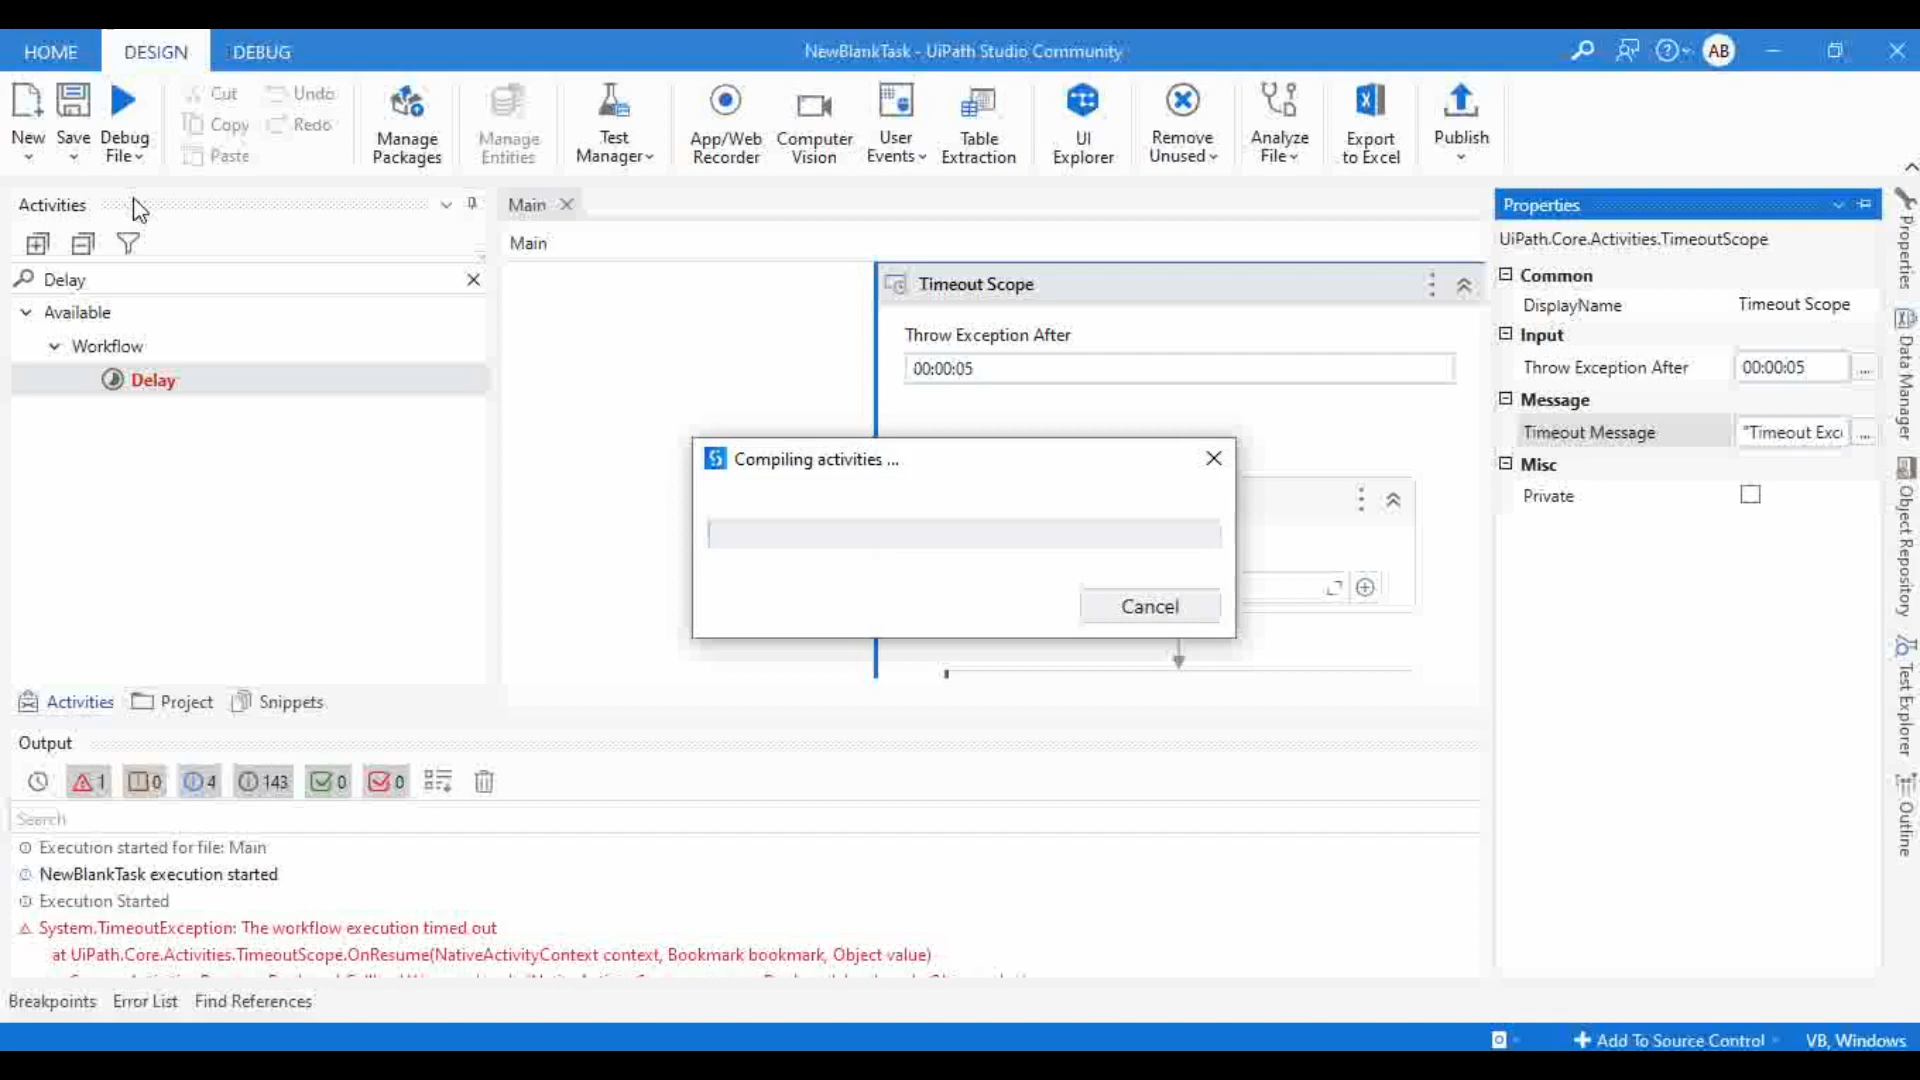 HOME DESIGN DEBUG NewBlankTask - UiPath Studio Community AB
New Save Debug File Cut Copy Paste Undo Redo Manage Packages Manage Entities Test Manager App/Web Recorder Computer Vision User Events Table Extraction UI Explorer Remove Unused Analyze File Export to Excel Publish
Activities
Delay
Available
Workflow
Delay
Activities Project Snippets
Main
Main
Timeout Scope
Throw Exception After
00:00:05
Compiling activities ...
Cancel
Properties
UiPath.Core.Activities.TimeoutScope
Common
DisplayName Timeout Scope
Input
Throw Exception After 00:00:05 ...
Message
Timeout Message "Timeout Exc ...
Misc
Private
Properties
Data Manager
Object Repository
Test Explorer
Outline
Output
1 0 4 143 0 0
Search
Execution started for file: Main
NewBlankTask execution started
Execution Started
System.TimeoutException: The workflow execution timed out
at UiPath.Core.Activities.TimeoutScope.OnResume(NativeActivityContext context, Bookmark bookmark, Object value)
Breakpoints Error List Find References
Add To Source Control VB, Windows